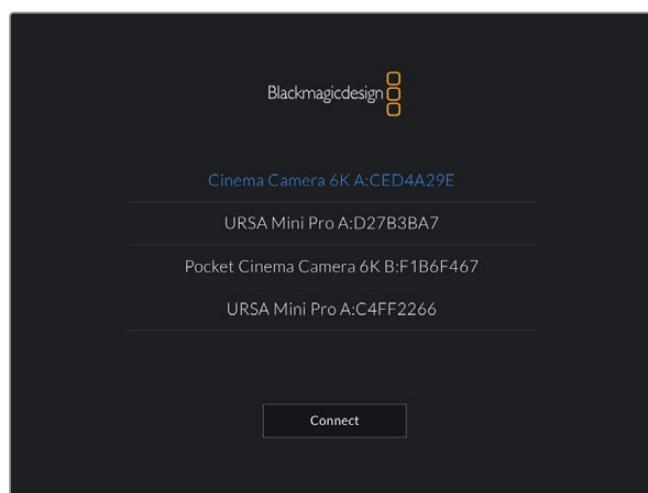 Blackmagicdesign
Cinema Camera 6K A:CED4A29E
URSA Mini Pro A:D27B3BA7
Pocket Cinema Camera 6K B:F1B6F467
URSA Mini Pro A:C4FF2266
Connect